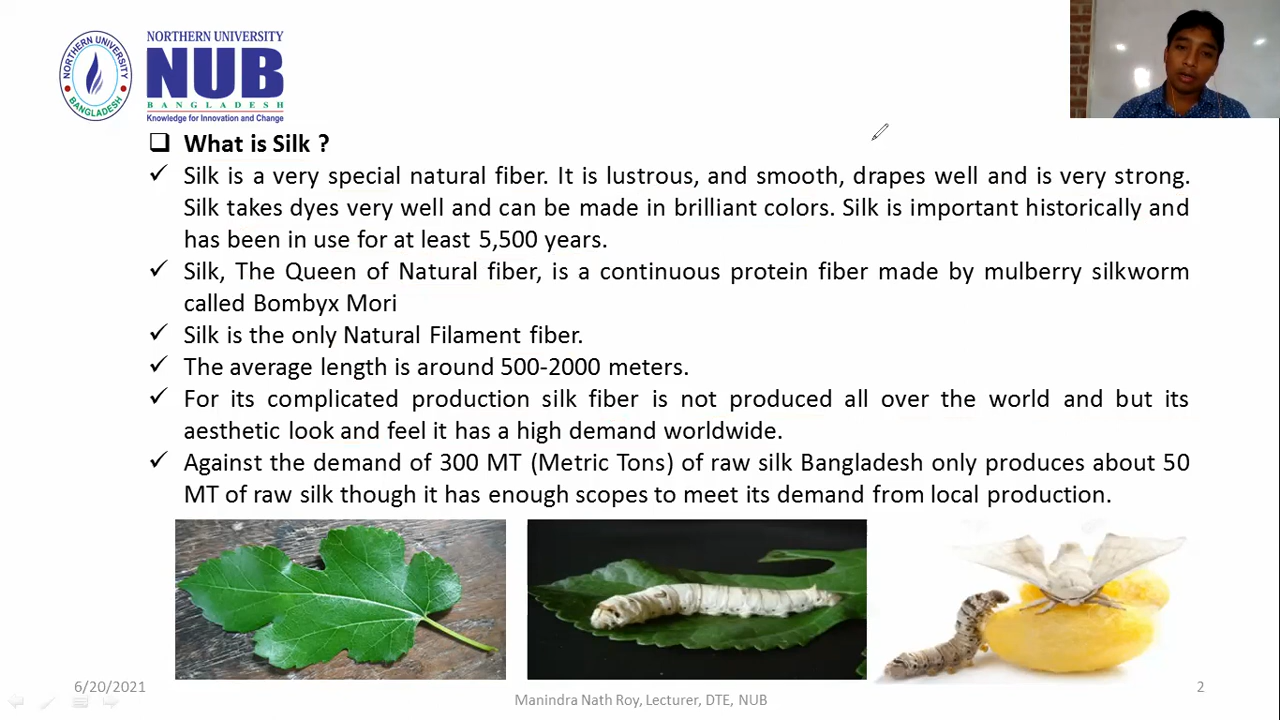 NORTHERN UNIVERSITY
NORTHERN UNIVERSITY
BANGLADESH
NUB
BANGLADESH
Knowledge for Innovation and Change
What is Silk ?
Silk is a very special natural fiber. It is lustrous, and smooth, drapes well and is very strong.
Silk takes dyes very well and can be made in brilliant colors. Silk is important historically and
has been in use for at least 5,500 years.
Silk, The Queen of Natural fiber, is a continuous protein fiber made by mulberry silkworm
called Bombyx Mori
Silk is the only Natural Filament fiber.
The average length is around 500-2000 meters.
For its complicated production silk fiber is not produced all over the world and but its
aesthetic look and feel it has a high demand worldwide.
Against the demand of 300 MT (Metric Tons) of raw silk Bangladesh only produces about 50
MT of raw silk though it has enough scopes to meet its demand from local production.
6/20/2021
Manindra Nath Roy, Lecturer, DTE, NUB
2